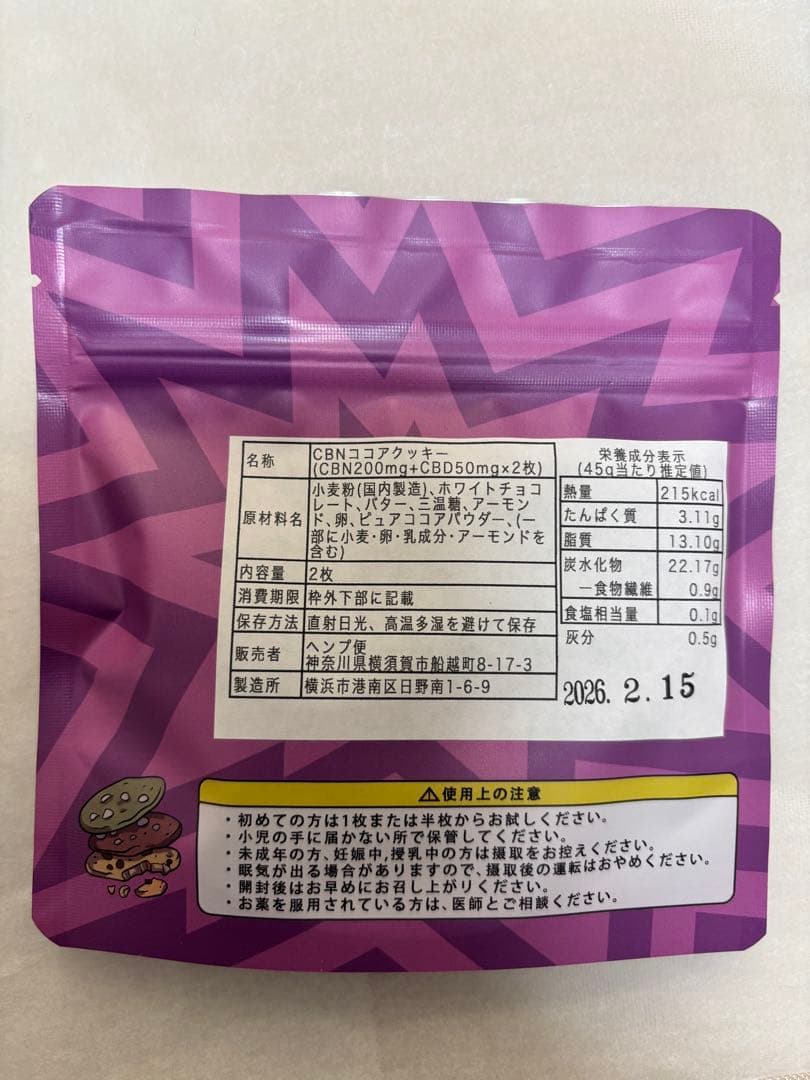 名称 CBNココアクッキー
(CBN200mg+CBD50mg×2枚)
原材料名 小麦粉(国内製造)、ホワイトチョコ
レート、バター、三温糖、アーモン
ド、卵、ピュアココアパウダー、(一
部に小麦・卵・乳成分・アーモンドを
含む)
内容量 2枚
消費期限 枠外下部に記載
保存方法 直射日光、高温多湿を避けて保存
販売者 ヘンプ便
神奈川県横須賀市船越町8-17-3
製造所 横浜市港南区日野南1-6-9
栄養成分表示
(45g当たり推定値)
熱量 215kcal
たんぱく質 3.11g
脂質 13.10g
炭水化物 22.17g
―食物繊維 0.9g
食塩相当量 0.1g
灰分 0.5g
2026. 2. 15
⚠使用上の注意
・初めての方は1枚または半枚からお試しください。
・小児の手に届かない所で保管してください。
・未成年の方、妊娠中,授乳中の方は摂取をお控えください。
・眠気が出る場合がありますので、摂取後の運転はおやめください。
・開封後はお早めにお召し上がりください。
・お薬を服用されている方は、医師とご相談ください。